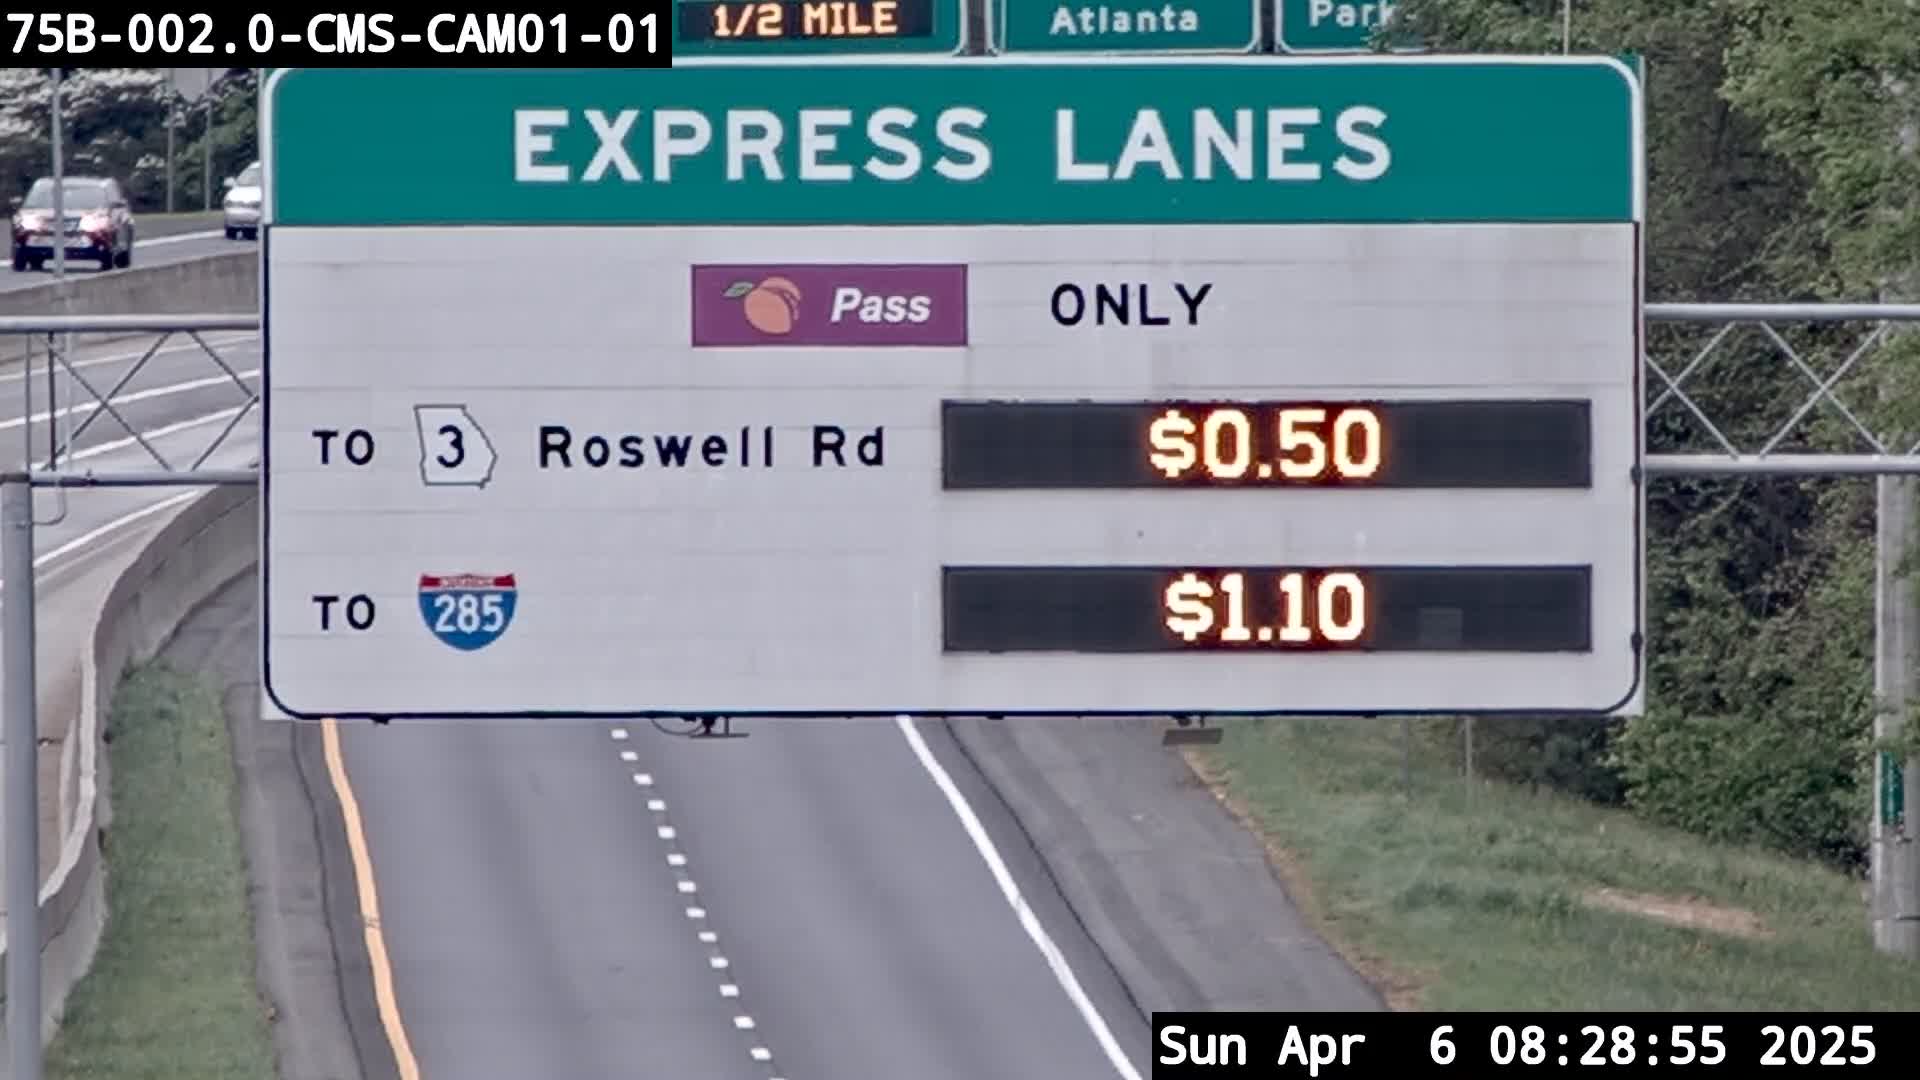 75B-002.0-CMS-CAM01-01
1/2 MILE
Atlanta
Park
EXPRESS LANES
Pass ONLY
TO 3 Roswell Rd $0.50
TO 285 $1.10
Sun Apr 6 08:28:55 2025